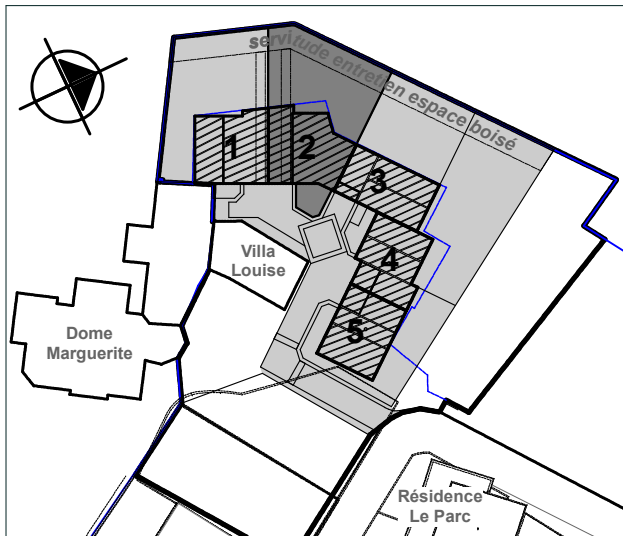 servitude entretien espace boisé
1
2
3
4
5
Villa
Louise
Dome
Marguerite
Résidence
Le Parc